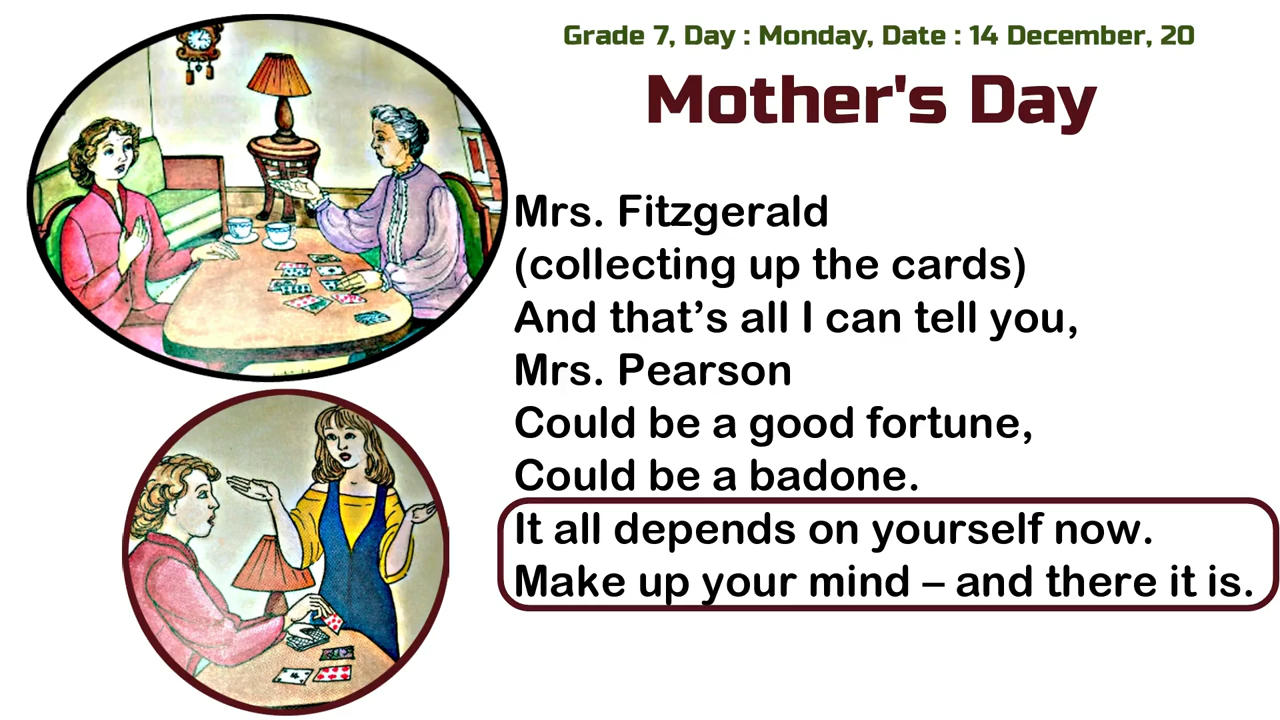 Grade 7, Day : Monday, Date : 14 December, 20
Mother's Day
Mrs. Fitzgerald
(collecting up the cards)
And that’s all I can tell you,
Mrs. Pearson
Could be a good fortune,
Could be a badone.
It all depends on yourself now.
Make up your mind – and there it is.